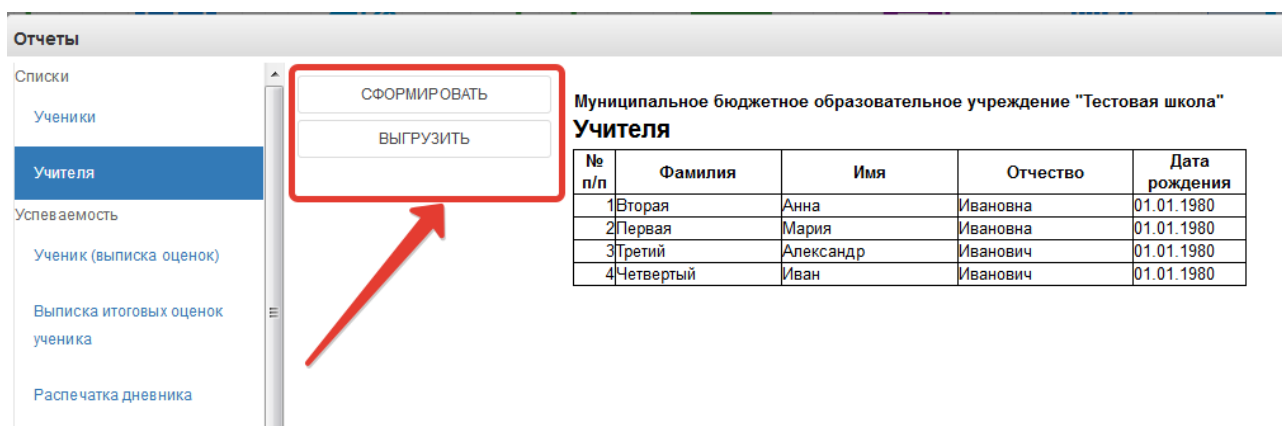 Отчеты
Списки
Ученики
Учителя
Успеваемость
Ученик (выписка оценок)
Выписка итоговых оценок
ученика
Распечатка дневника
СФОРМИРОВАТЬ
ВЫГРУЗИТЬ
Муниципальное бюджетное образовательное учреждение "Тестовая школа"
Учителя
№ п/п Фамилия Имя Отчество Дата рождения
1 Вторая Анна Ивановна 01.01.1980
2 Первая Мария Ивановна 01.01.1980
3 Третий Александр Иванович 01.01.1980
4 Четвертый Иван Иванович 01.01.1980